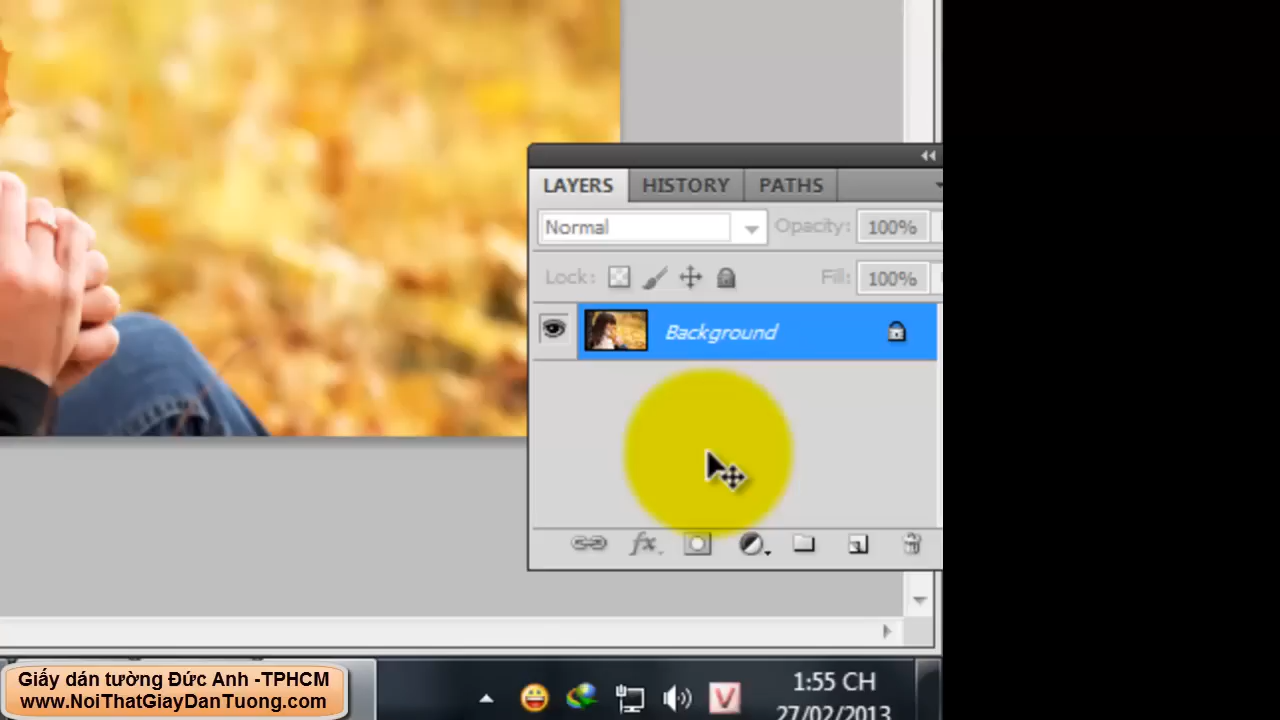 LAYERS HISTORY PATHS
Normal Opacity: 100%
Lock: Fill: 100%
Background
fx
Giấy dán tường Đức Anh -TPHCM
www.NoiThatGiayDanTuong.com
V
1:55 CH
27/02/2013